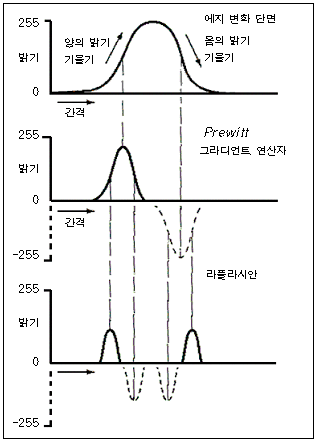 255
에지 변화 단면
양의 밝기
기울기
음의 밝기
기울기
밝기
0
간격
255
Prewitt
그라디언트 연산자
밝기
0
간격
-255
255
라플라시안
밝기
0
-255